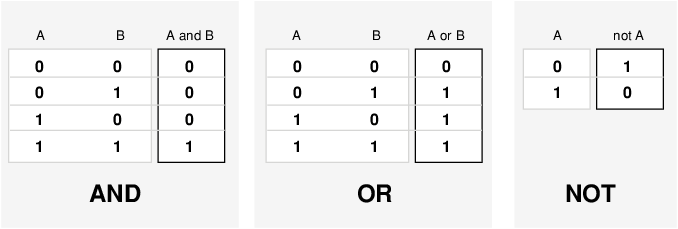 A B A and B
0 0 0
0 1 0
1 0 0
1 1 1
AND
A B A or B
0 0 0
0 1 1
1 0 1
1 1 1
OR
A not A
0 1
1 0
NOT